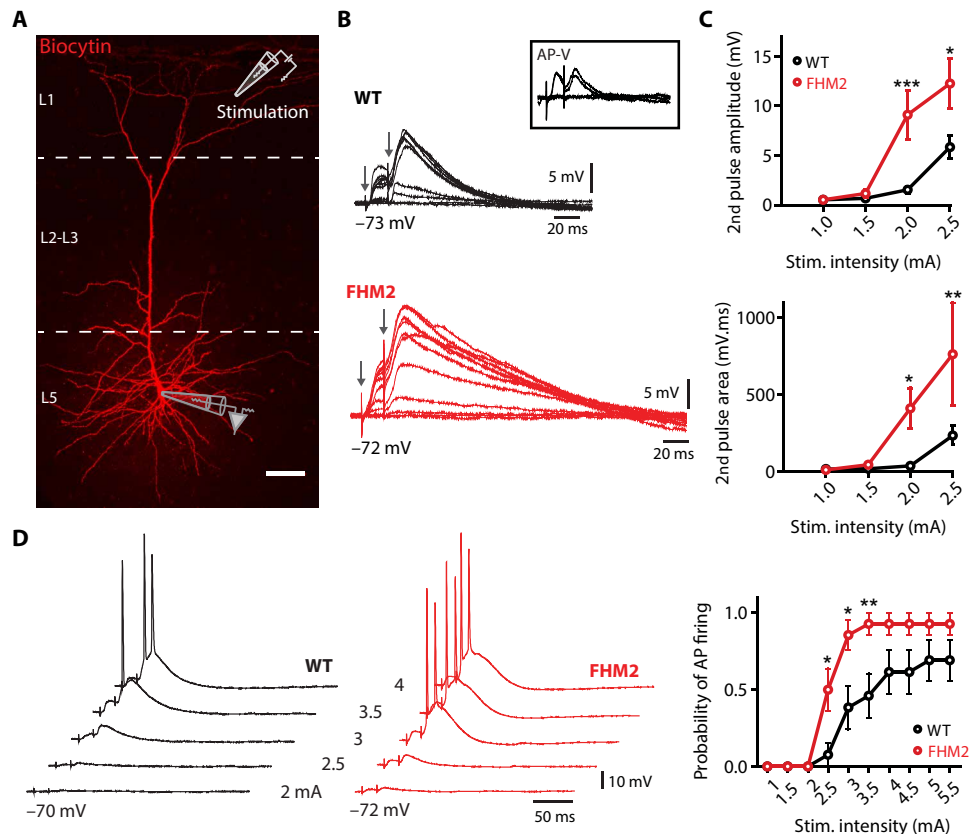 A
Biocytin
L1
Stimulation
L2-L3
L5
B
WT
AP-V
5 mV
20 ms
–73 mV
FHM2
5 mV
20 ms
–72 mV
C
2nd pulse amplitude (mV)
15
10
5
0
WT
FHM2
***
*
1.0
1.5
2.0
2.5
Stim. intensity (mA)
2nd pulse area (mV.ms)
1000
500
0
*
**
1.0
1.5
2.0
2.5
Stim. intensity (mA)
D
WT
FHM2
4
3.5
3
2.5
2 mA
–70 mV
–72 mV
10 mV
50 ms
Probability of AP firing
1.0
0.5
0.0
*
*
**
WT
FHM2
1
1.5
2
2.5
3
3.5
4
4.5
5
5.5
Stim. intensity (mA)